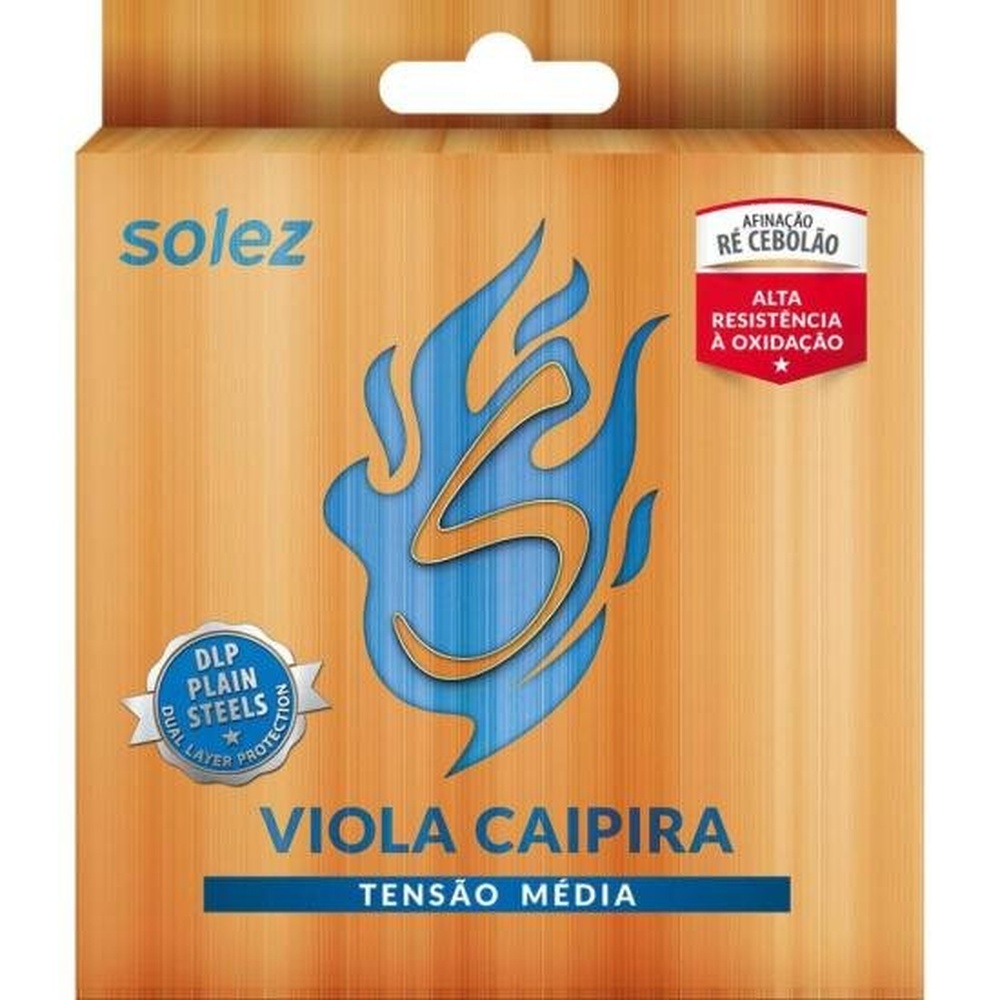 solez
AFINAÇÃO
RÉ CEBOLÃO
ALTA
RESISTÊNCIA
À OXIDAÇÃO
S
DLP
PLAIN
STEELS
DUAL LAYER PROTECTION
VIOLA CAIPIRA
TENSÃO MÉDIA